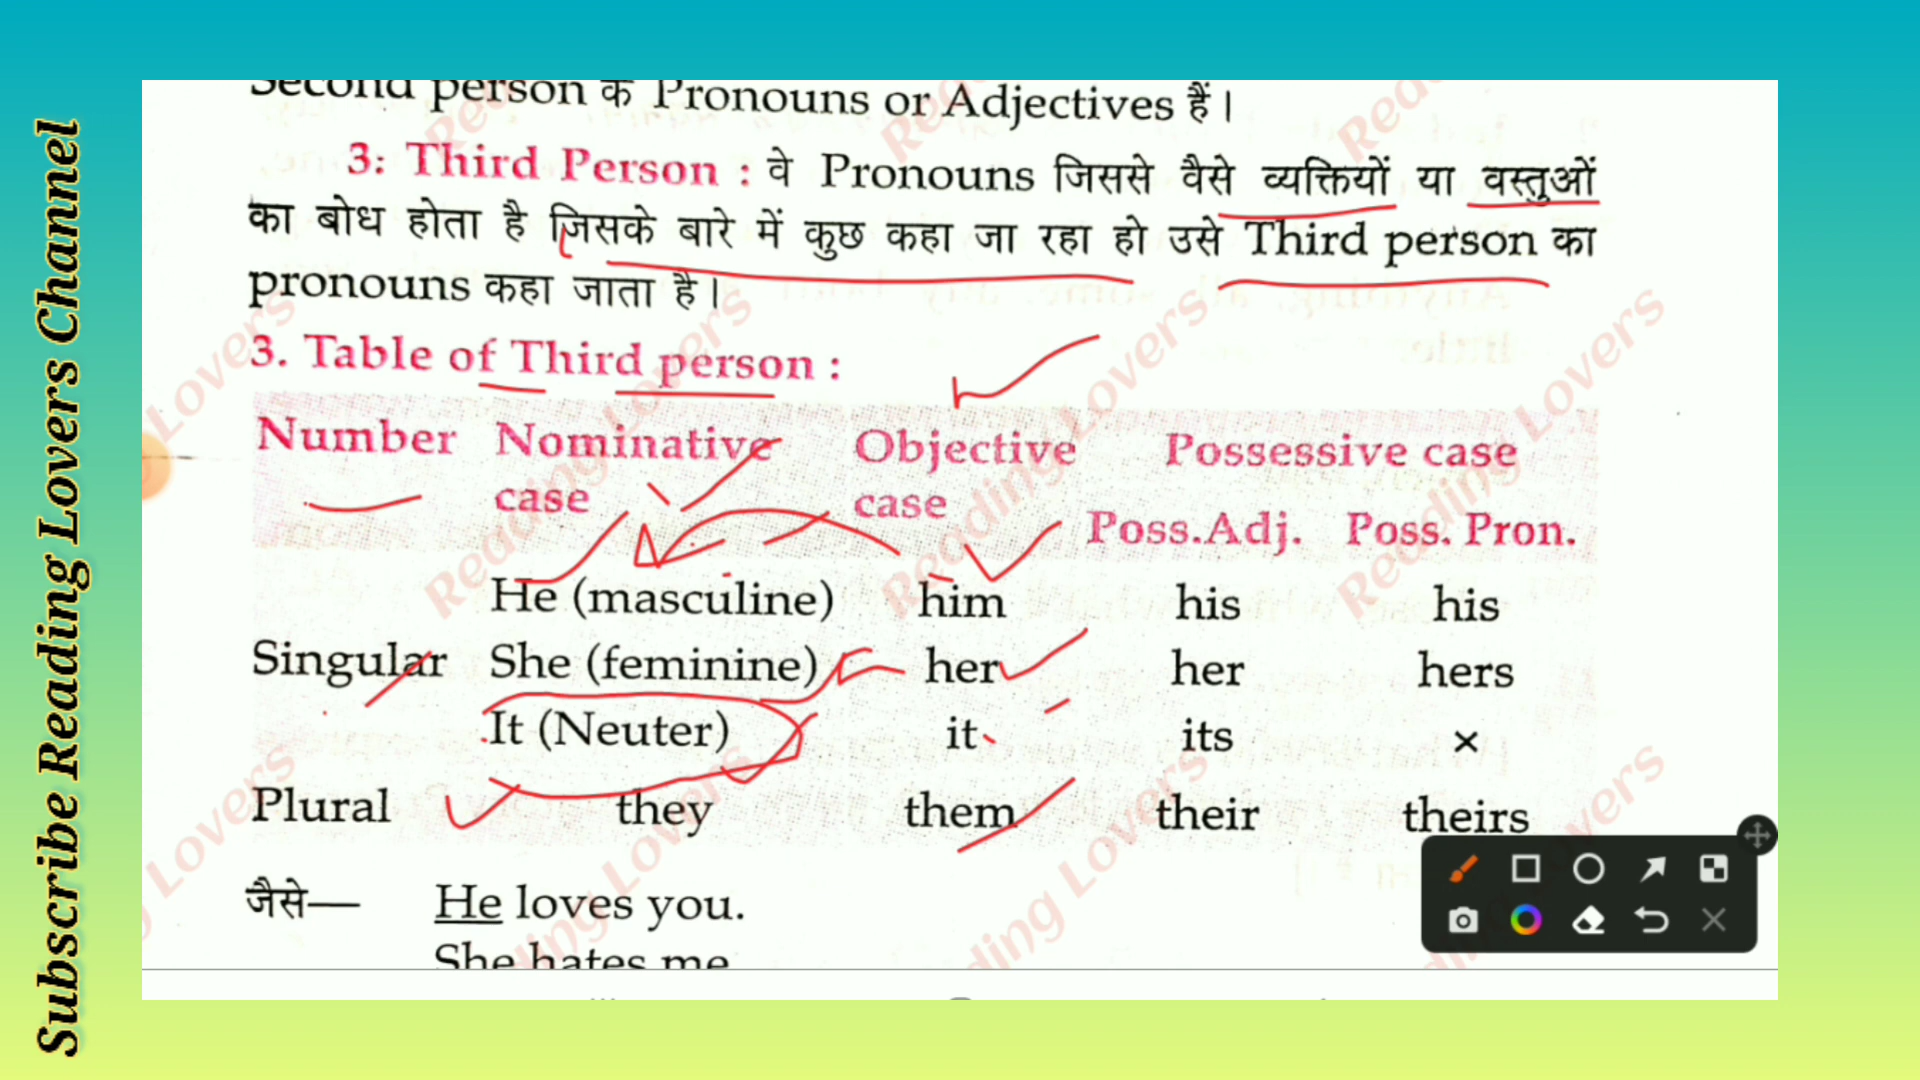 Subscribe Reading Lovers Channel
Second person के Pronouns or Adjectives हैं।
3: Third Person : वे Pronouns जिससे वैसे व्यक्तियों या वस्तुओं
का बोध होता है जिसके बारे में कुछ कहा जा रहा हो उसे Third person का
pronouns कहा जाता है।
3. Table of Third person :
Number Nominative case Objective case Possessive case
Poss.Adj. Poss. Pron.
He (masculine) him his his
Singular She (feminine) her her hers
It (Neuter) it its ×
Plural they them their theirs
जैसे— He loves you.
She hates me
Reading Lovers